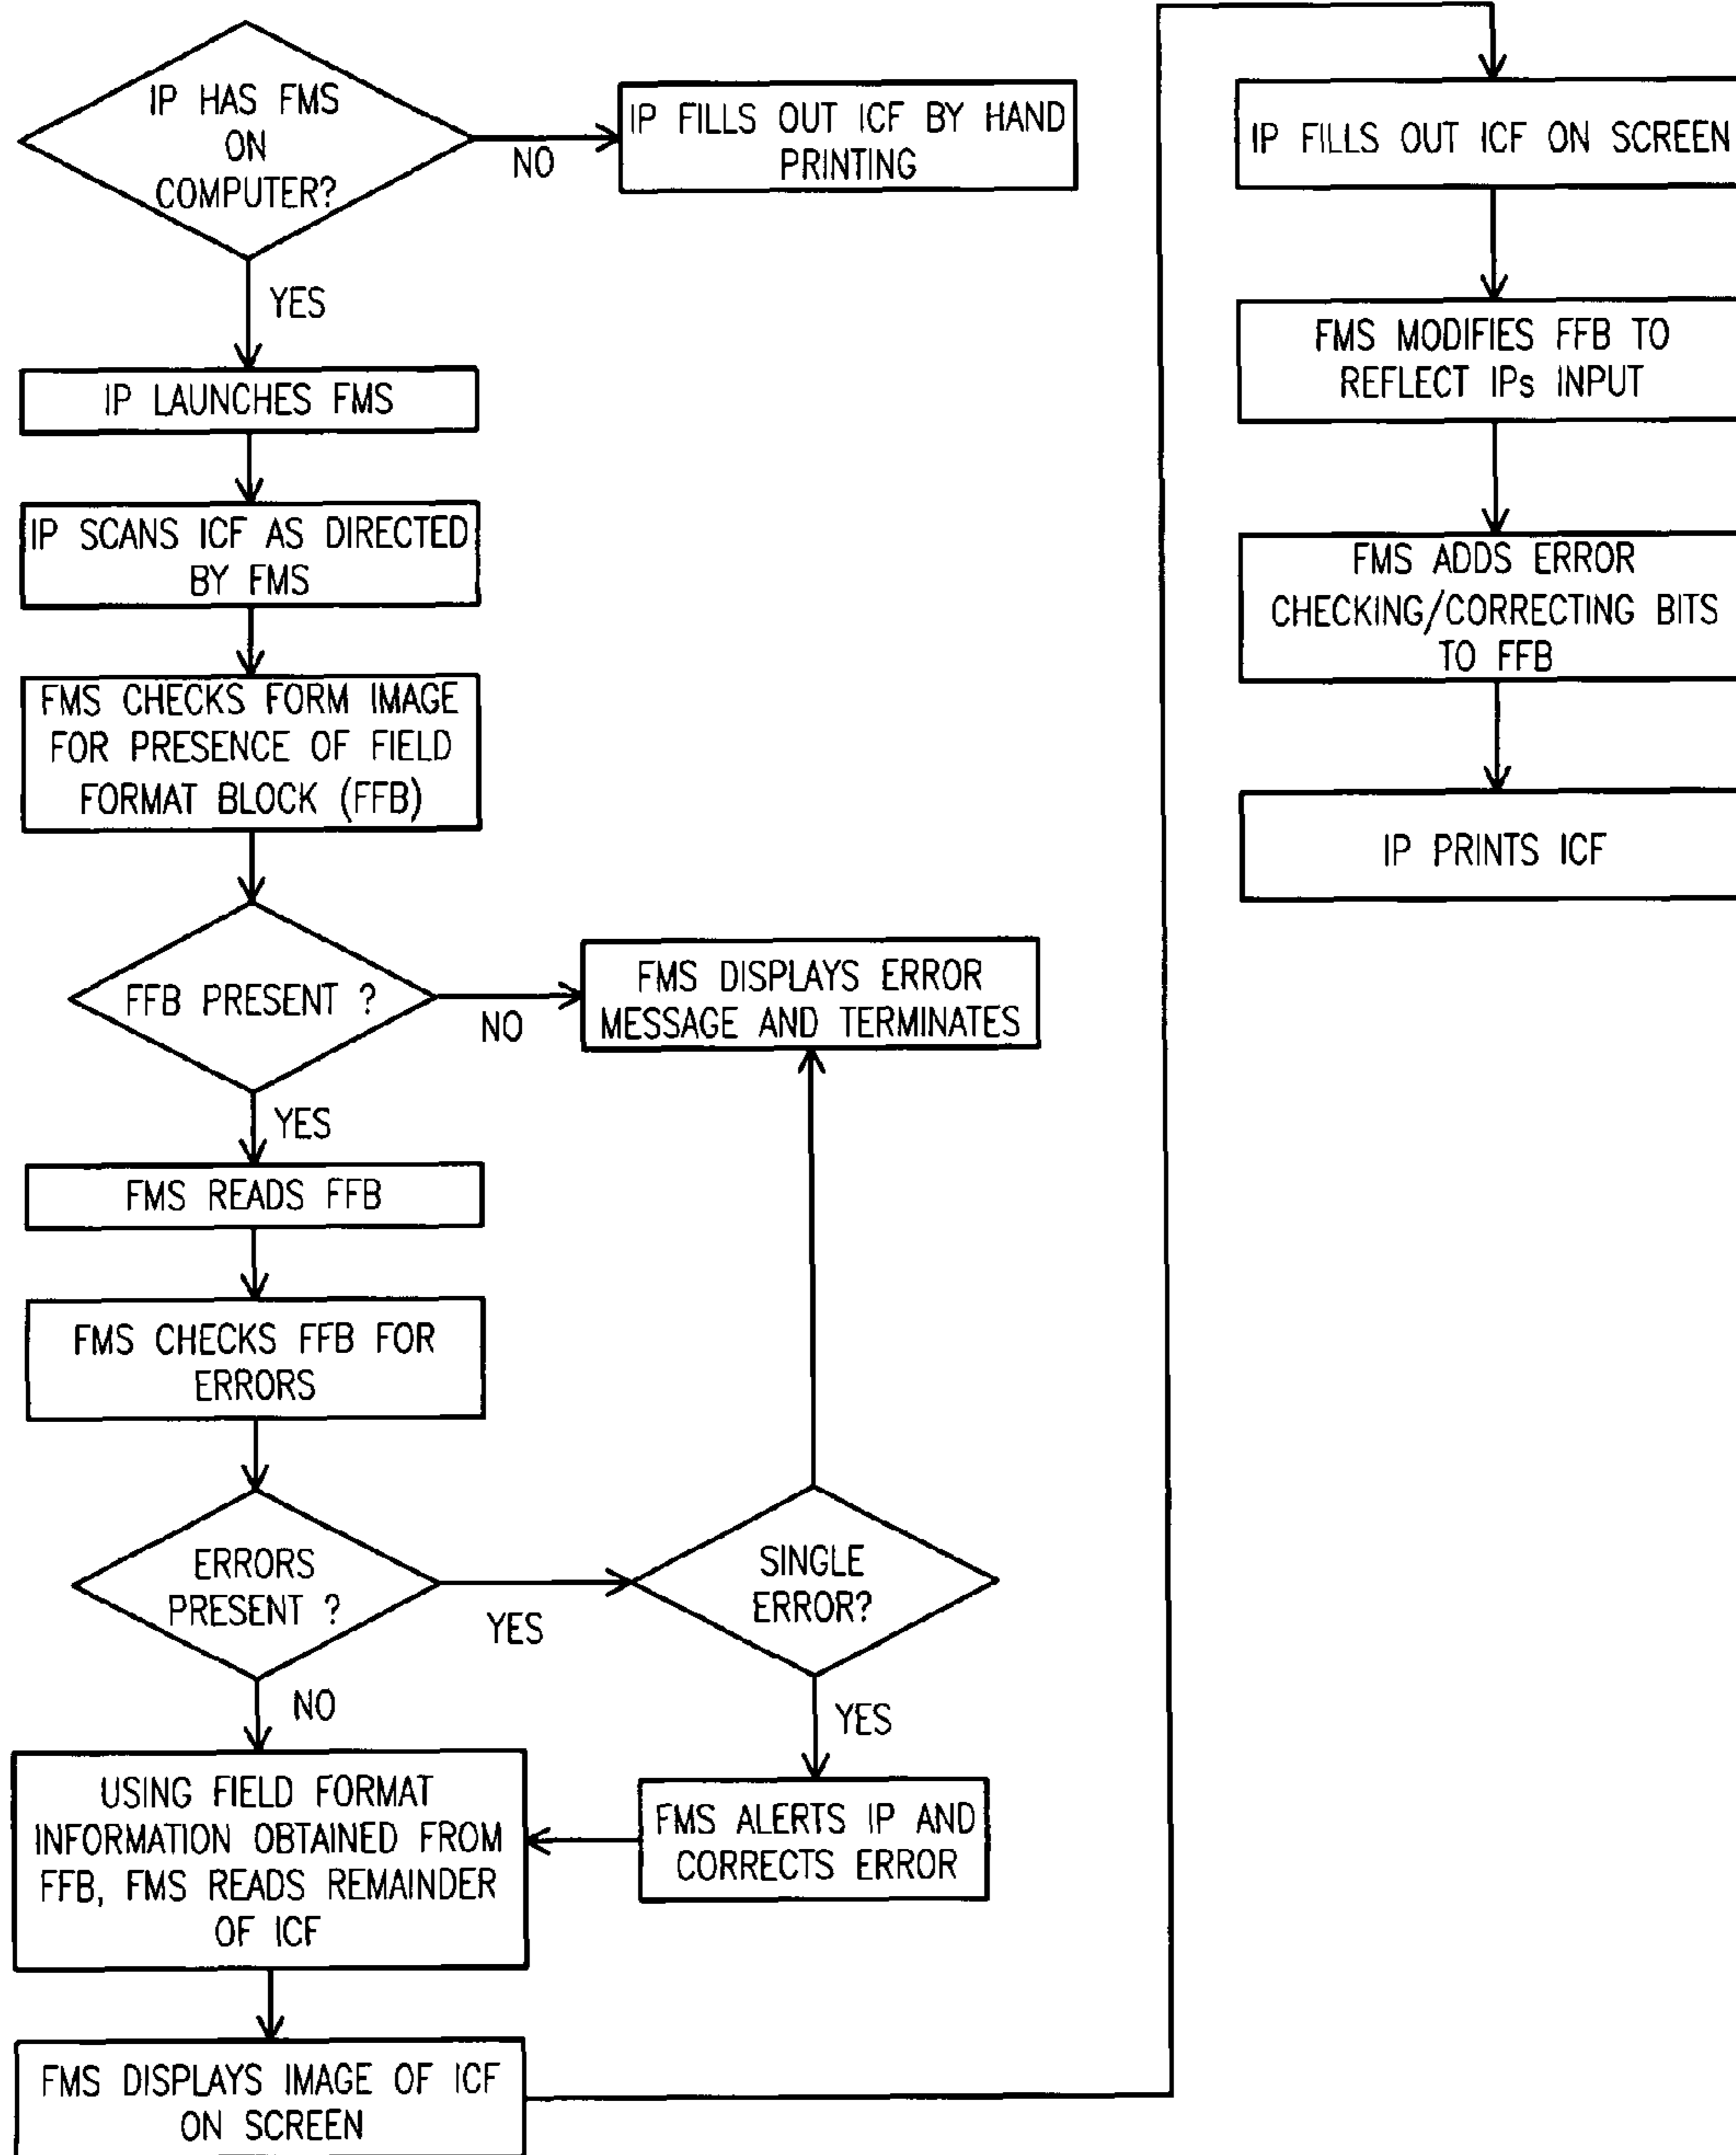 IP HAS FMS
ON
COMPUTER?
NO
IP FILLS OUT ICF BY HAND
PRINTING
YES
IP LAUNCHES FMS
IP SCANS ICF AS DIRECTED
BY FMS
FMS CHECKS FORM IMAGE
FOR PRESENCE OF FIELD
FORMAT BLOCK (FFB)
FFB PRESENT ?
NO
FMS DISPLAYS ERROR
MESSAGE AND TERMINATES
YES
FMS READS FFB
FMS CHECKS FFB FOR
ERRORS
ERRORS
PRESENT ?
YES
SINGLE
ERROR?
NO
YES
FMS ALERTS IP AND
CORRECTS ERROR
USING FIELD FORMAT
INFORMATION OBTAINED FROM
FFB, FMS READS REMAINDER
OF ICF
FMS DISPLAYS IMAGE OF ICF
ON SCREEN
IP FILLS OUT ICF ON SCREEN
FMS MODIFIES FFB TO
REFLECT IPs INPUT
FMS ADDS ERROR
CHECKING/CORRECTING BITS
TO FFB
IP PRINTS ICF